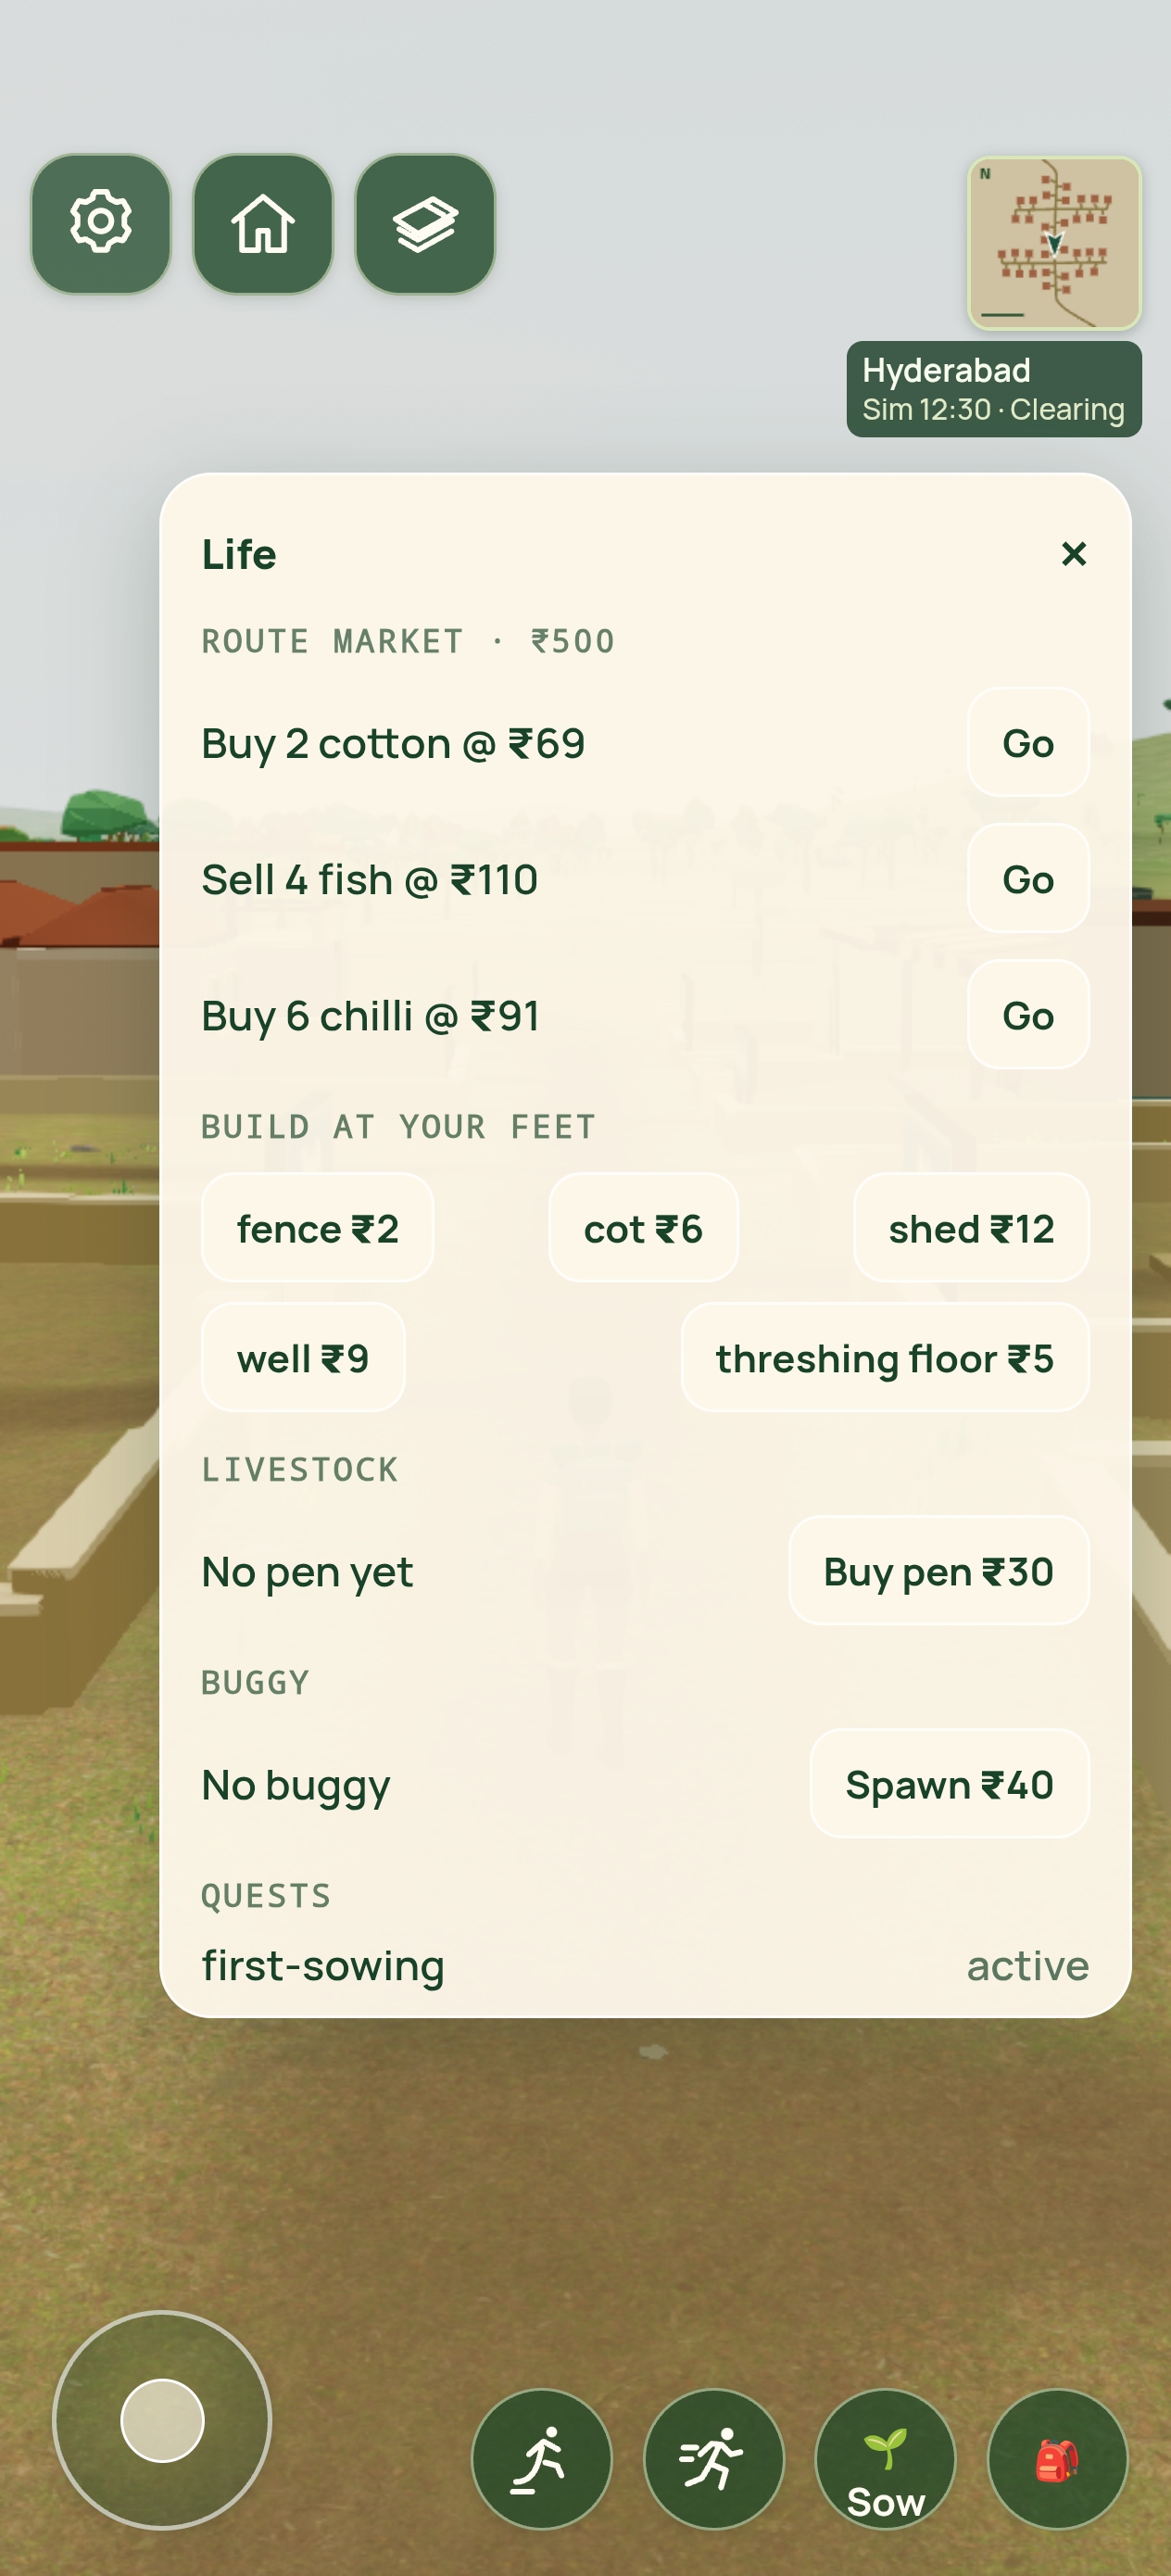 N
Hyderabad
Sim 12:30 · Clearing
Life ×
ROUTE MARKET · ₹500
Buy 2 cotton @ ₹69 Go
Sell 4 fish @ ₹110 Go
Buy 6 chilli @ ₹91 Go
BUILD AT YOUR FEET
fence ₹2 cot ₹6 shed ₹12
well ₹9 threshing floor ₹5
LIVESTOCK
No pen yet Buy pen ₹30
BUGGY
No buggy Spawn ₹40
QUESTS
first-sowing active
Sow